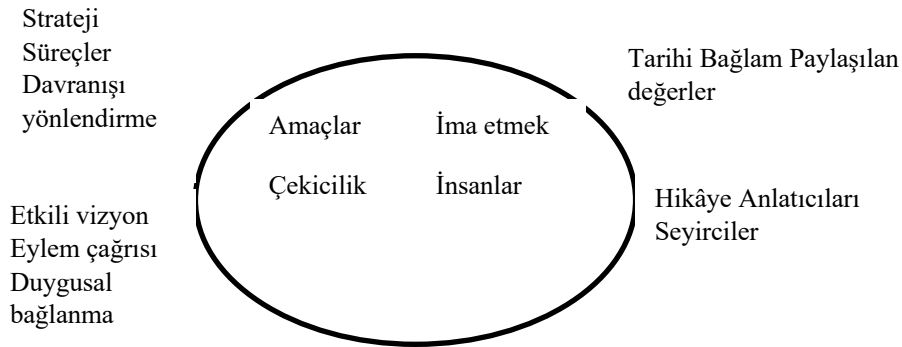 Strateji
Süreçler
Davranışı
yönlendirme
Tarihi Bağlam Paylaşılan
değerler
Amaçlar
İma etmek
Çekicilik
İnsanlar
Etkili vizyon
Eylem çağrısı
Duygusal
bağlanma
Hikâye Anlatıcıları
Seyirciler